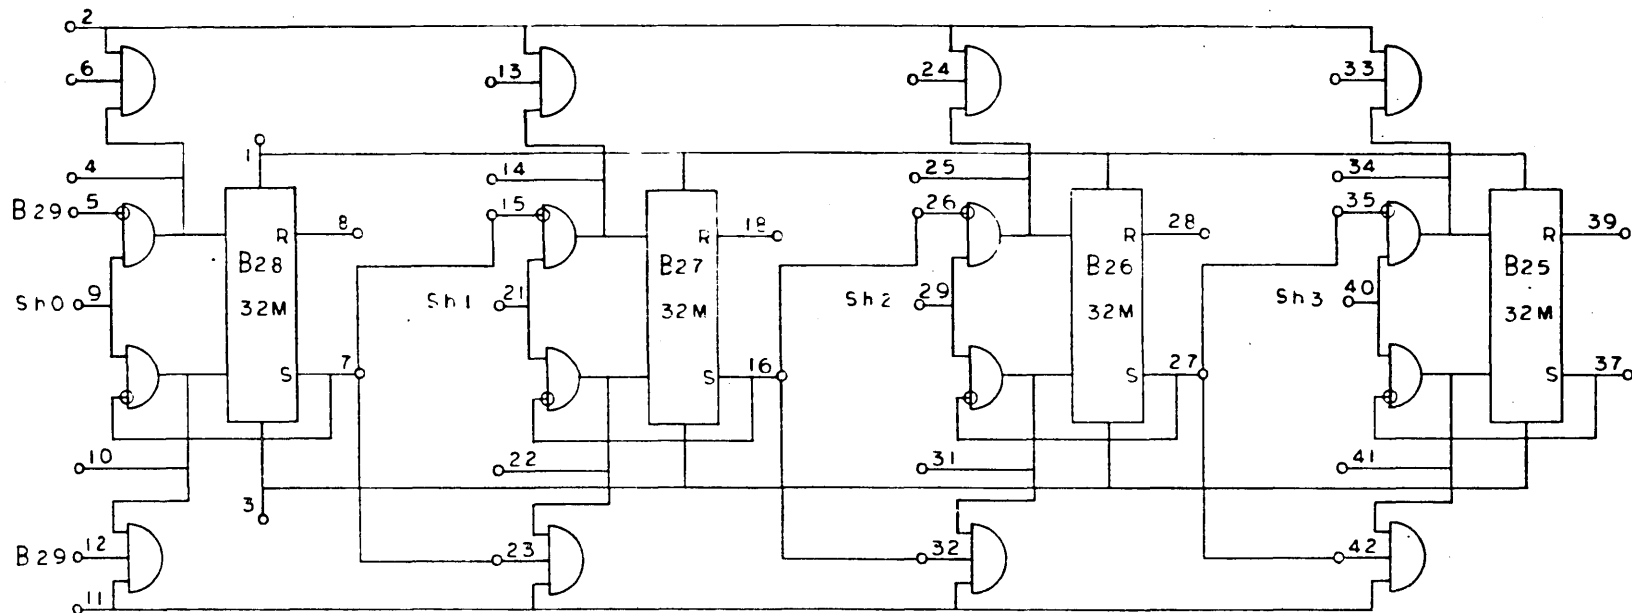 2
6 13 24 33
1
4 14 25 34
B29 5 15 26 35
8 18 28 39
R R R R
B28 B27 B26 B25
Sh0 9 Sh1 21 Sh2 29 Sh3 40
32M 32M 32M 32M
7 16 27 37
S S S S
10 22 31 41
3
B29 12 23 32 42
11